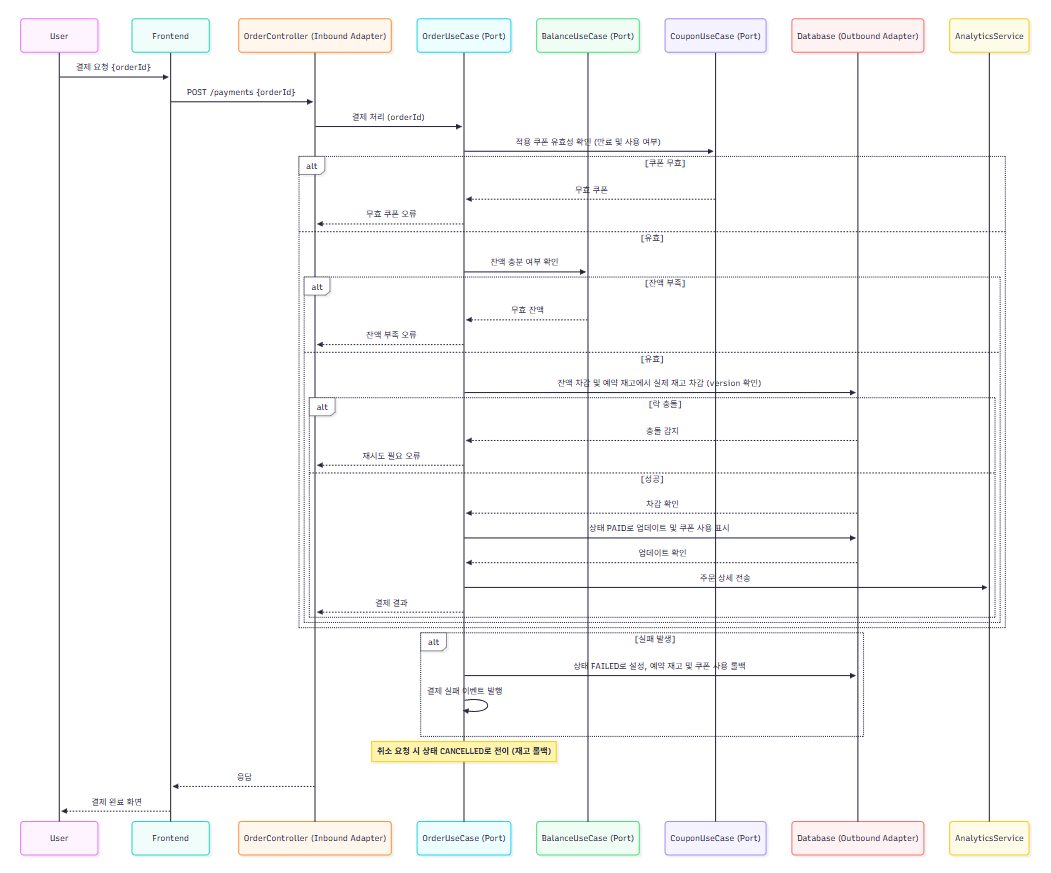 User
Frontend
OrderController (Inbound Adapter)
OrderUseCase (Port)
BalanceUseCase (Port)
CouponUseCase (Port)
Database (Outbound Adapter)
AnalyticsService
결제 요청 {orderId}
POST /payments {orderId}
결제 처리 (orderId)
적용 쿠폰 유효성 확인 (만료 및 사용 여부)
alt
[쿠폰 무효]
무효 쿠폰
무효 쿠폰 오류
[유효]
잔액 충분 여부 확인
alt
[잔액 부족]
무효 잔액
잔액 부족 오류
[유효]
잔액 차감 및 예약 재고에서 실제 재고 차감 (version 확인)
alt
[락 충돌]
충돌 감지
재시도 필요 오류
[성공]
차감 확인
상태 PAID로 업데이트 및 쿠폰 사용 표시
업데이트 확인
주문 상세 전송
결제 결과
alt
[실패 발생]
상태 FAILED로 설정, 예약 재고 및 쿠폰 사용 롤백
결제 실패 이벤트 발행
취소 요청 시 상태 CANCELLED로 전이 (재고 롤백)
응답
결제 완료 화면
User
Frontend
OrderController (Inbound Adapter)
OrderUseCase (Port)
BalanceUseCase (Port)
CouponUseCase (Port)
Database (Outbound Adapter)
AnalyticsService